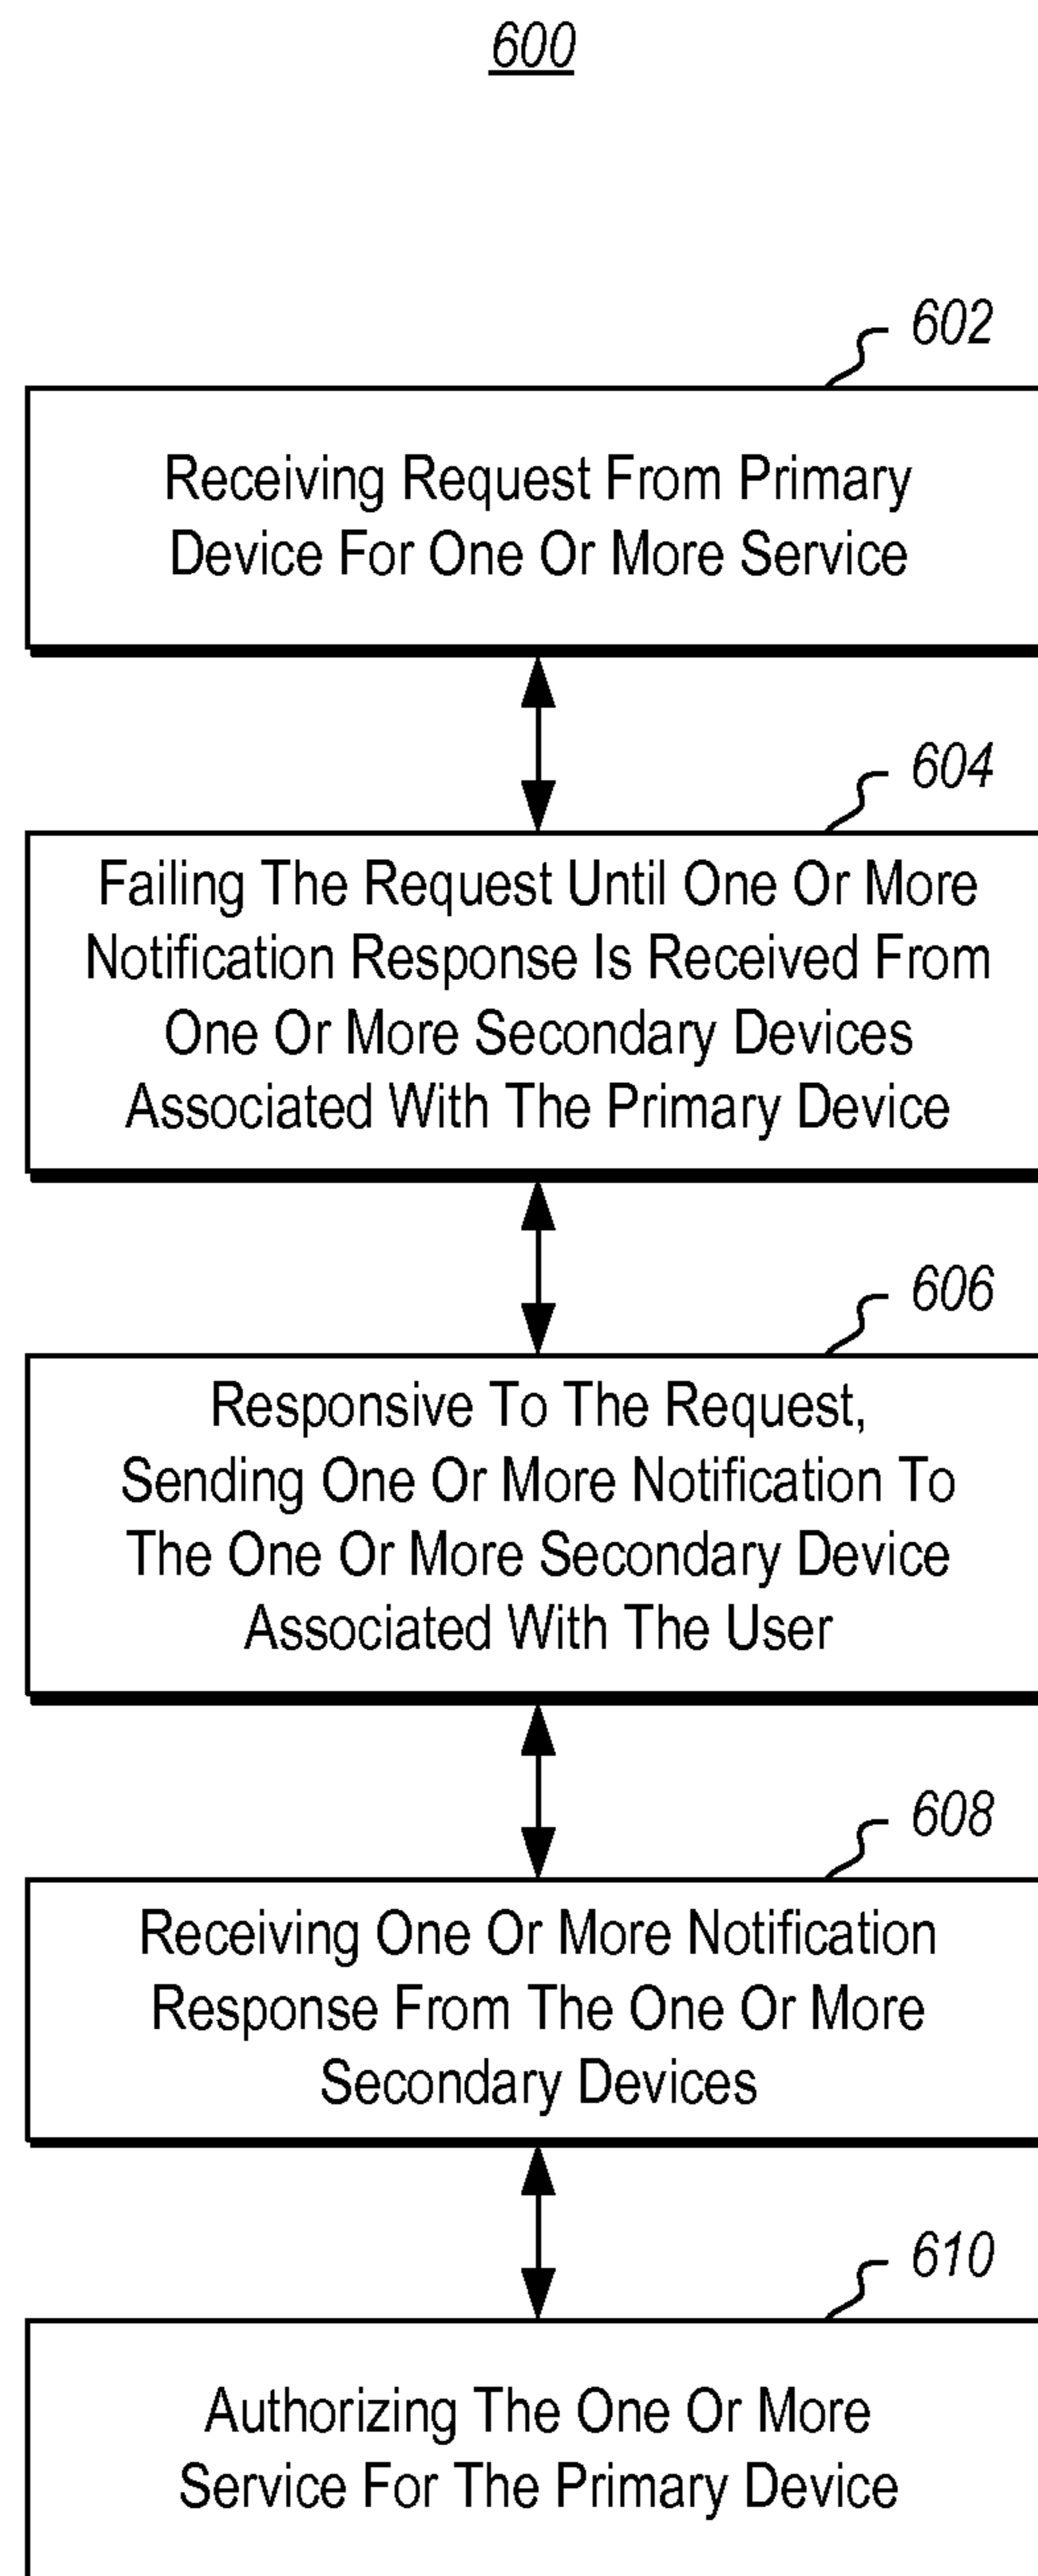 600
602
Receiving Request From Primary
Device For One Or More Service
604
Failing The Request Until One Or More
Notification Response Is Received From
One Or More Secondary Devices
Associated With The Primary Device
606
Responsive To The Request,
Sending One Or More Notification To
The One Or More Secondary Device
Associated With The User
608
Receiving One Or More Notification
Response From The One Or More
Secondary Devices
610
Authorizing The One Or More
Service For The Primary Device